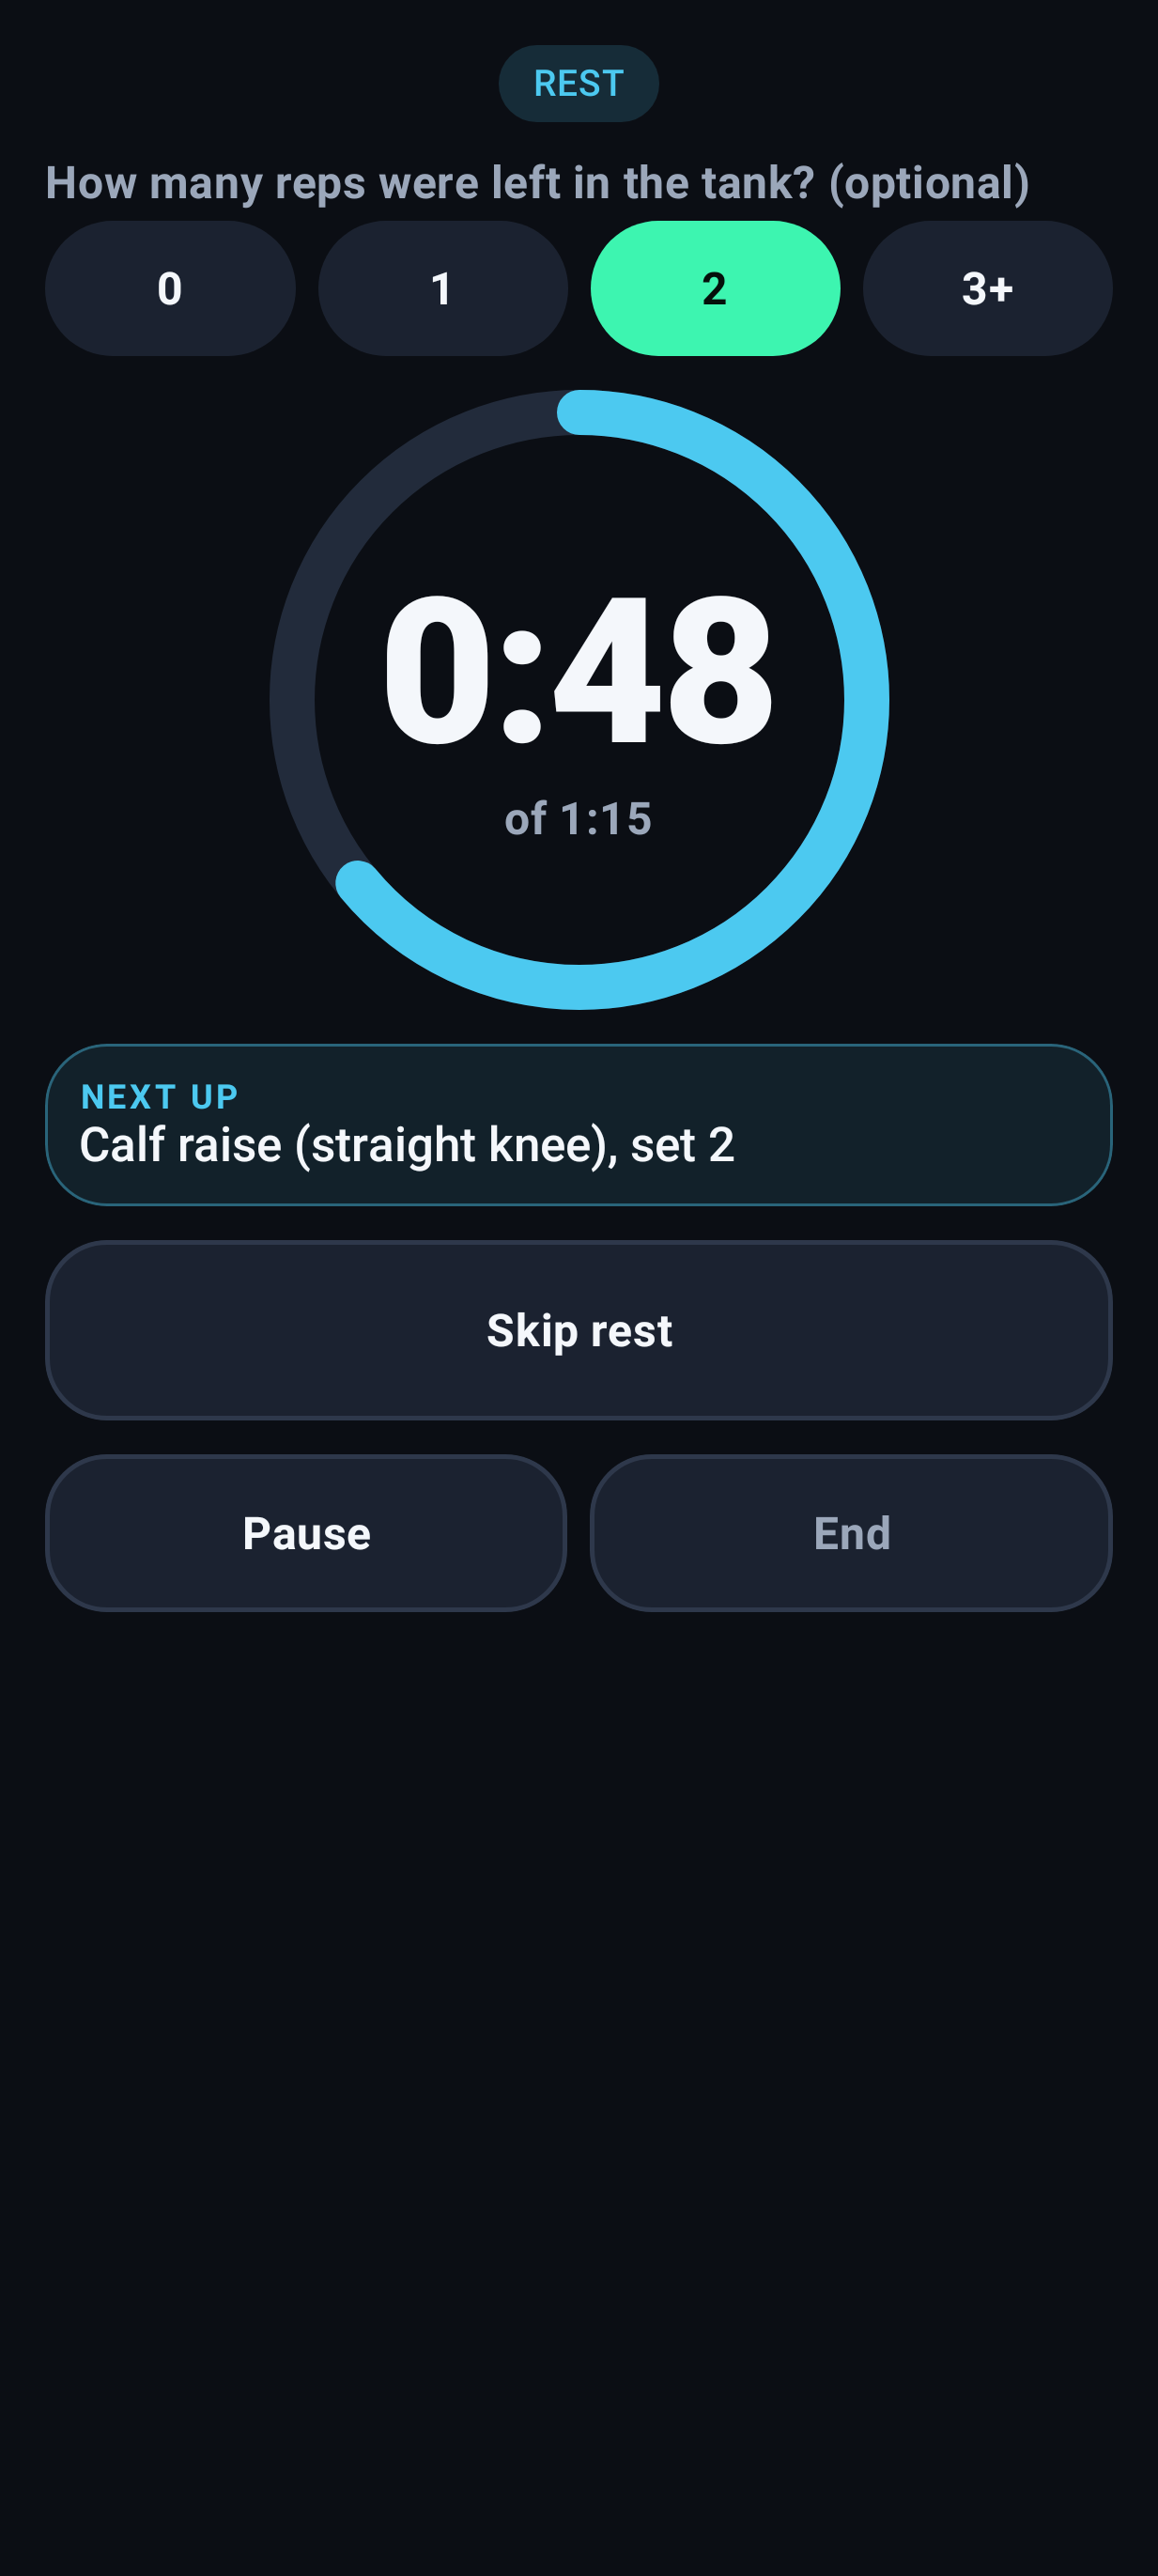 REST
How many reps were left in the tank? (optional)
0 1 2 3+
0:48
of 1:15
NEXT UP
Calf raise (straight knee), set 2
Skip rest
Pause End